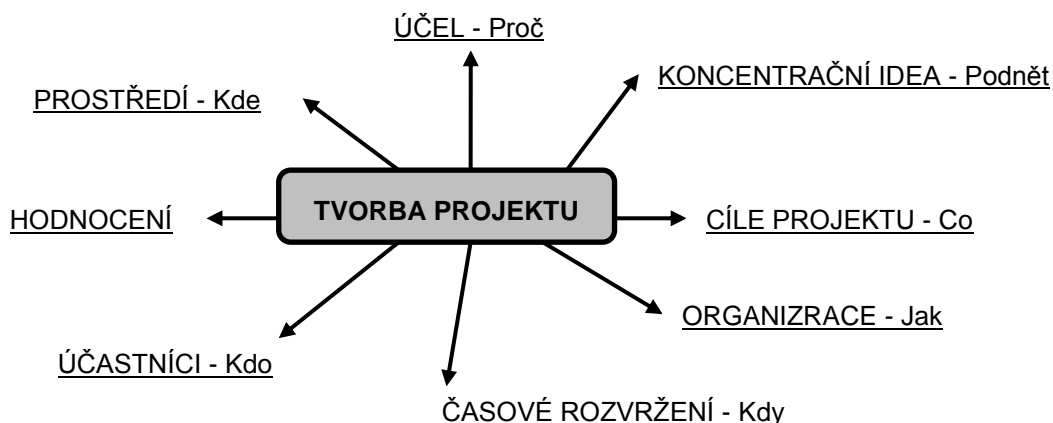 ÚČEL - Proč
KONCENTRAČNÍ IDEA - Podnět
PROSTŘEDÍ - Kde
TVORBA PROJEKTU
HODNOCENÍ
CÍLE PROJEKTU - Co
ORGANIZRACE - Jak
ÚČASTNÍCI - Kdo
ČASOVÉ ROZVRŽENÍ - Kdy